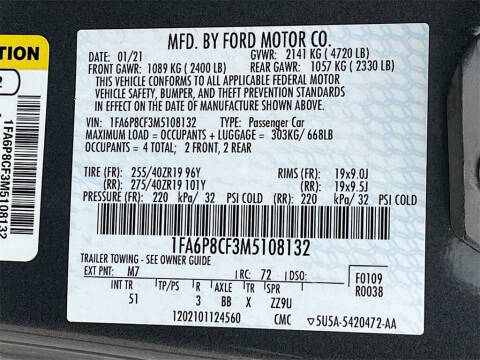 TION
2
1FA6P8CF3M5108132
MFD. BY FORD MOTOR CO.
DATE: 01/21 GVWR: 2141 KG ( 4720 LB)
FRONT GAWR: 1089 KG ( 2400 LB) REAR GAWR: 1057 KG ( 2330 LB)
THIS VEHICLE CONFORMS TO ALL APPLICABLE FEDERAL MOTOR
VEHICLE SAFETY, BUMPER, AND THEFT PREVENTION STANDARDS
IN EFFECT ON THE DATE OF MANUFACTURE SHOWN ABOVE.
VIN: 1FA6P8CF3M5108132 TYPE: Passenger Car
MAXIMUM LOAD = OCCUPANTS + LUGGAGE = 303KG/ 668LB
OCCUPANTS = 4 TOTAL; 2 FRONT, 2 REAR
TIRE (FR): 255/40ZR19 96Y RIMS (FR): 19x9.0J
(RR): 275/40ZR19 101Y (RR): 19x9.5J
PRESSURE (FR): 220 kPa/ 32 PSI COLD (RR): 220 kPa/ 32 PSI COLD
1FA6P8CF3M5108132
TRAILER TOWING - SEE OWNER GUIDE
EXT PNT: M7 RC: 72 DSO: F0109
INT TR TP/PS R AXLE TR SPR R0038
51 3 BB X ZZ9U
1202101124560 CMC 5U5A-5420472-AA